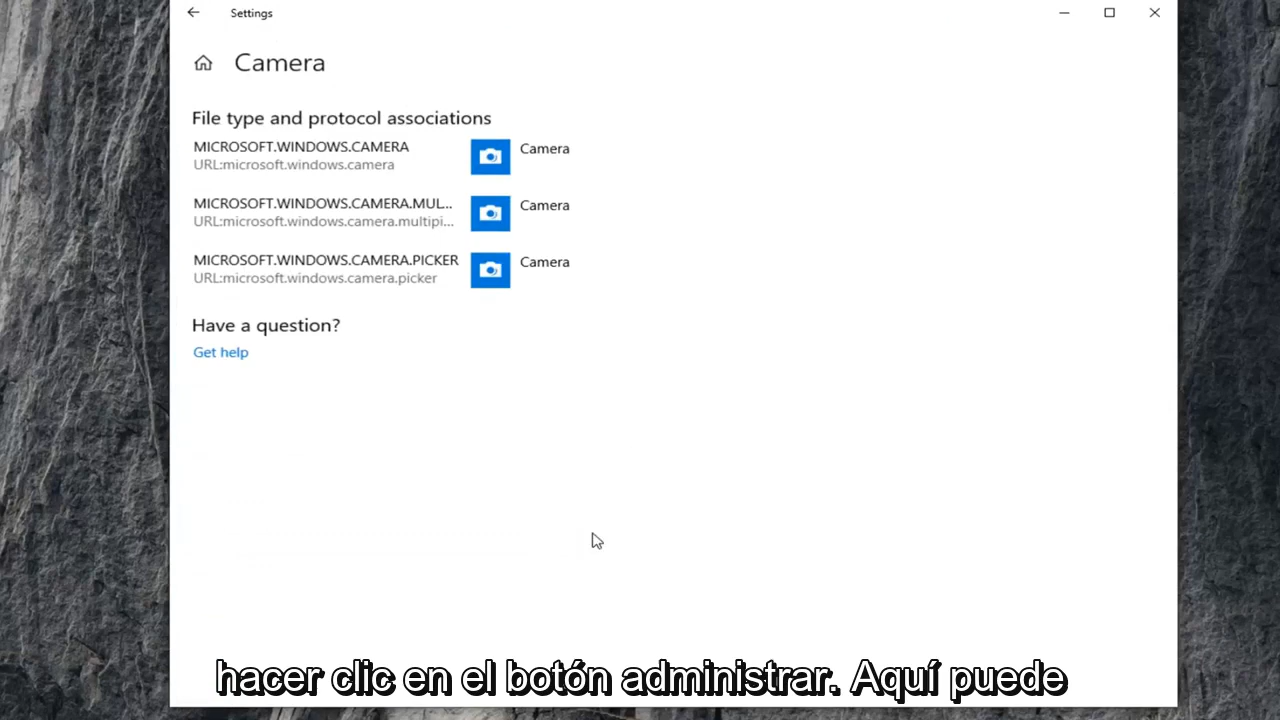 Settings
Camera
File type and protocol associations
MICROSOFT.WINDOWS.CAMERA
URL:microsoft.windows.camera
Camera
MICROSOFT.WINDOWS.CAMERA.MUL...
URL:microsoft.windows.camera.multipi...
Camera
MICROSOFT.WINDOWS.CAMERA.PICKER
URL:microsoft.windows.camera.picker
Camera
Have a question?
Get help
hacer clic en el botón administrar. Aquí puede